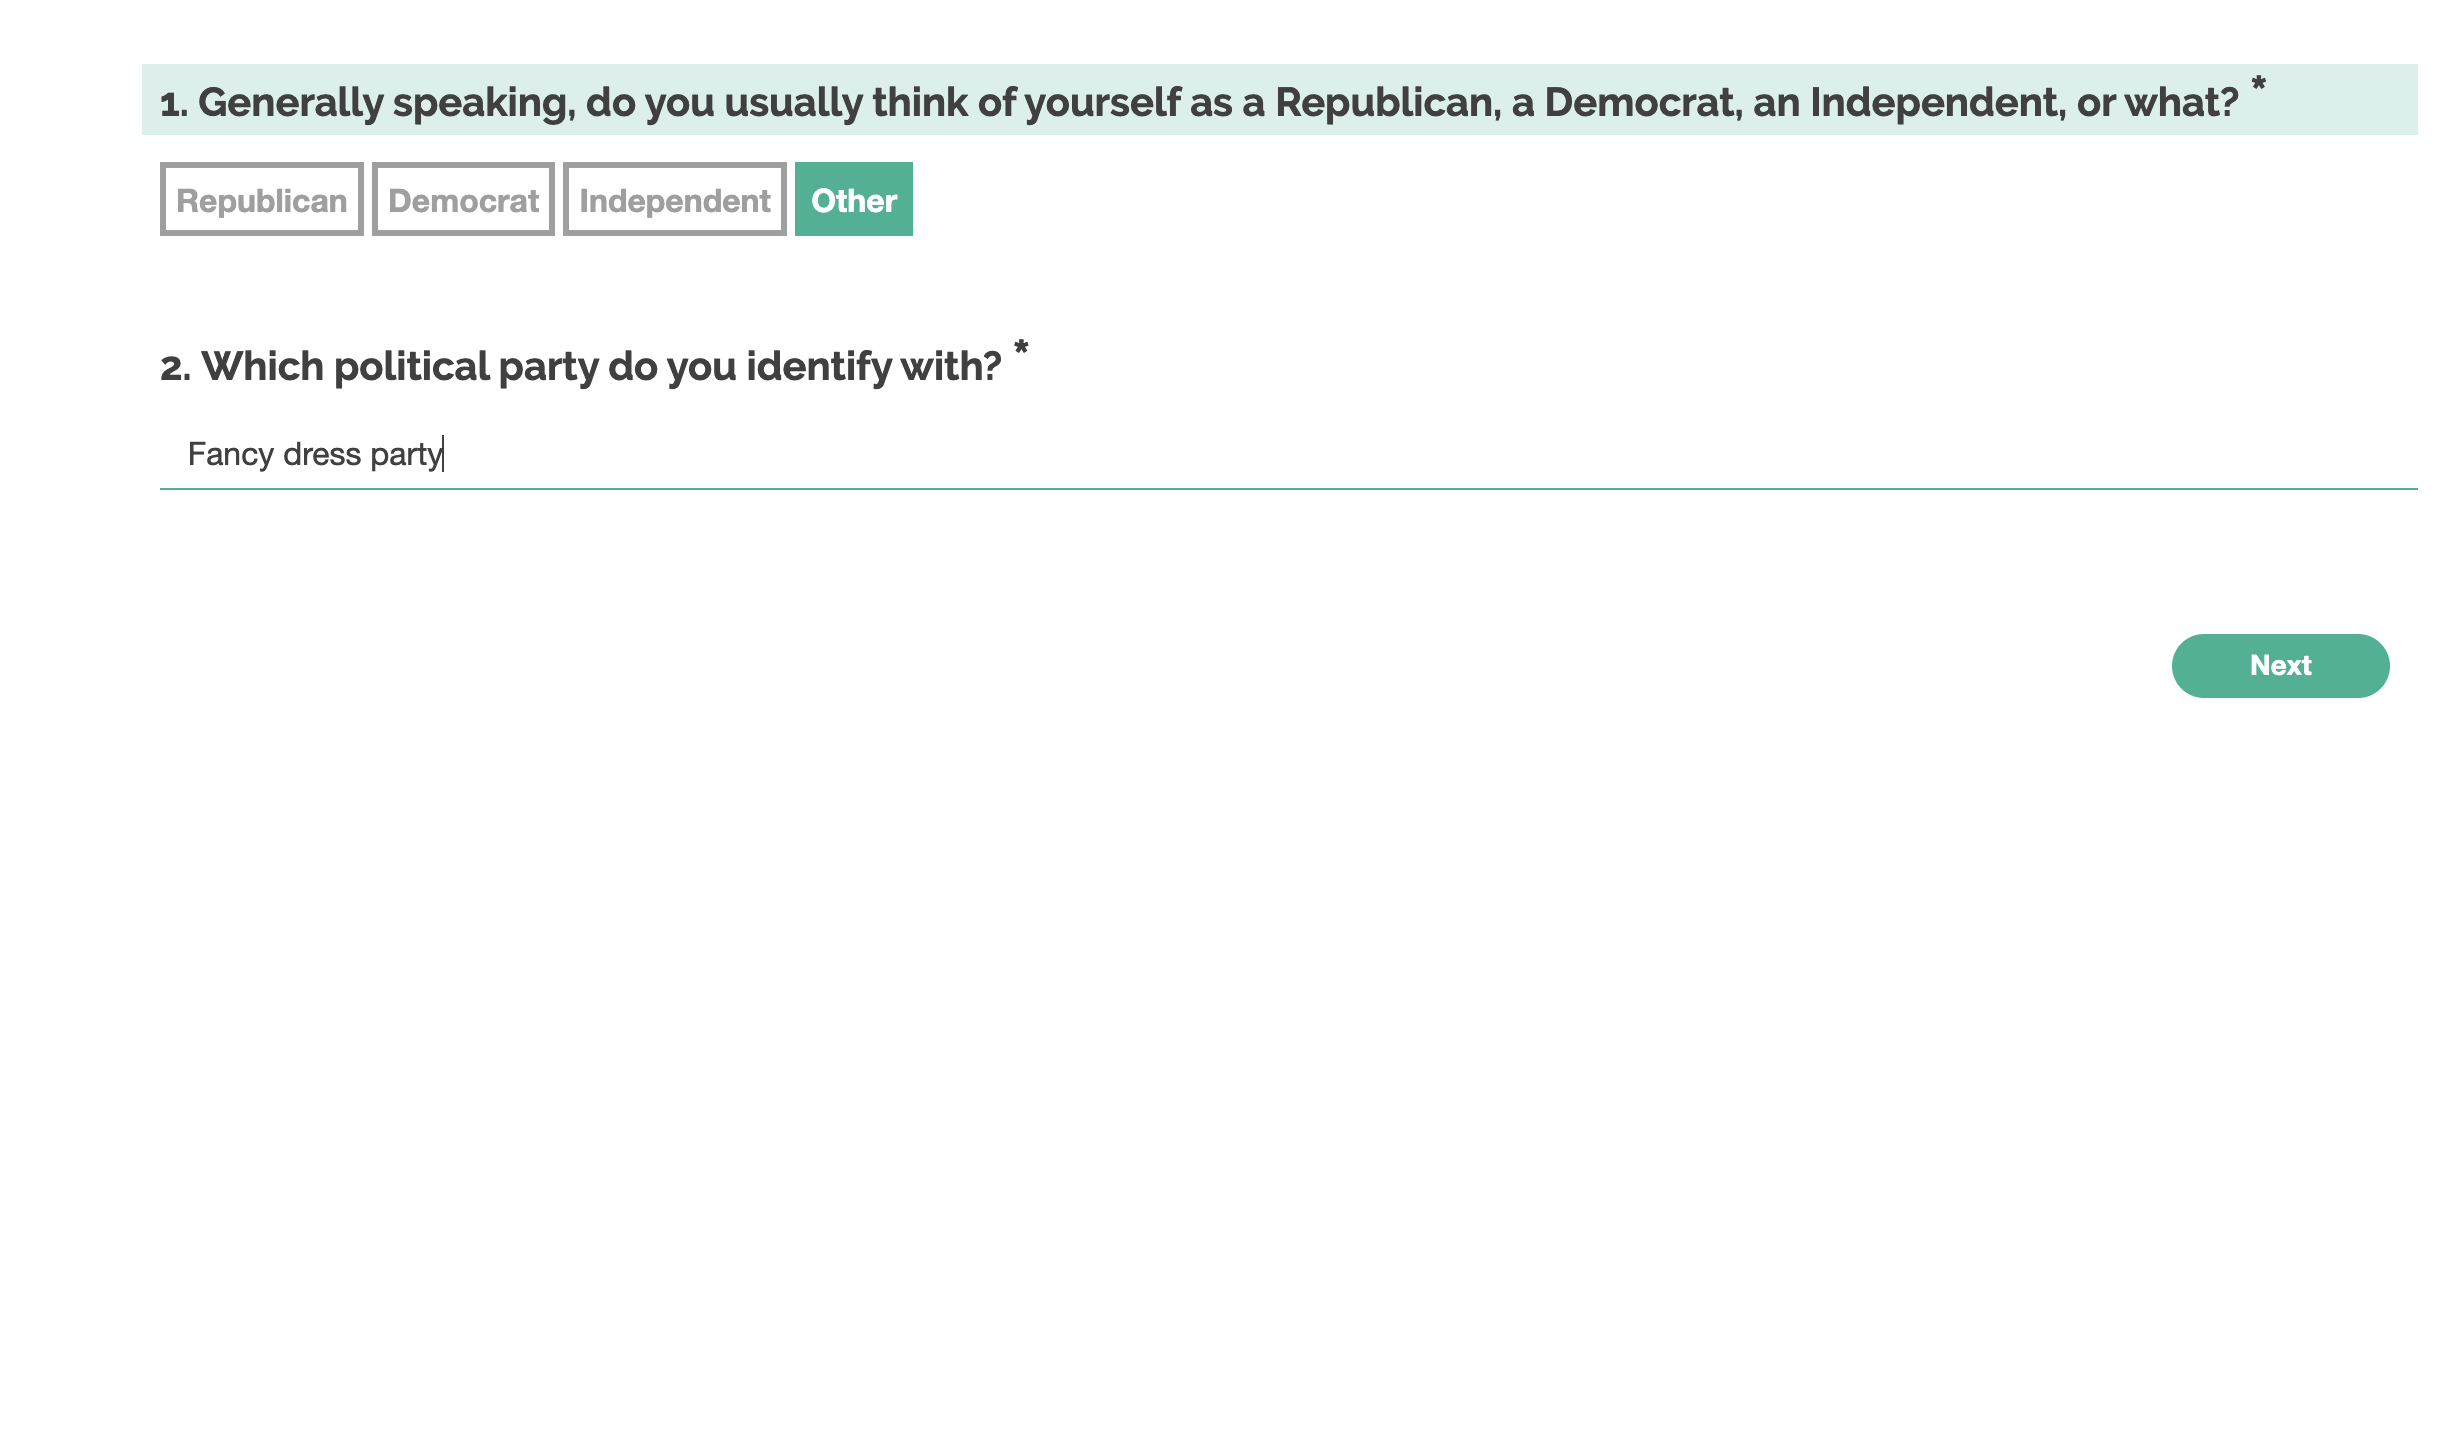 1. Generally speaking, do you usually think of yourself as a Republican, a Democrat, an Independent, or what? *
Republican Democrat Independent Other
2. Which political party do you identify with? *
Fancy dress party
Next